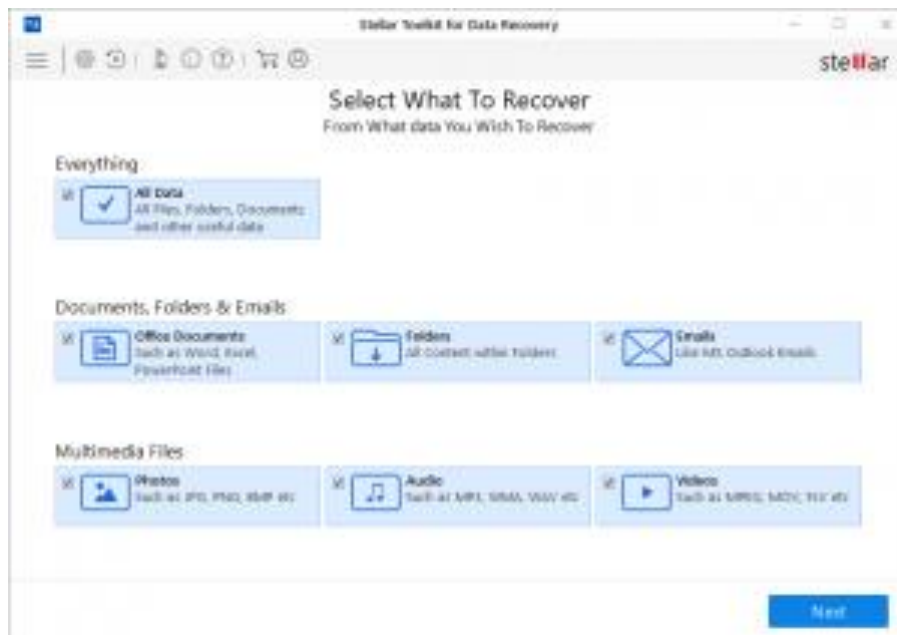 Stellar Toolkit for Data Recovery
stellar
Select What To Recover
From What data You Wish To Recover
Everything
All Data
All Files, Folders, Documents
and other useful data
Documents, Folders & Emails
Office Documents
Such as Word, Excel,
PowerPoint Files
Folders
All Content within Folders
Emails
Like MS Outlook Emails
Multimedia Files
Photos
Such as JPG, PNG, BMP etc
Audio
Such as MP3, WMA, WAV etc
Videos
Such as MPEG, MOV, FLV etc
Next